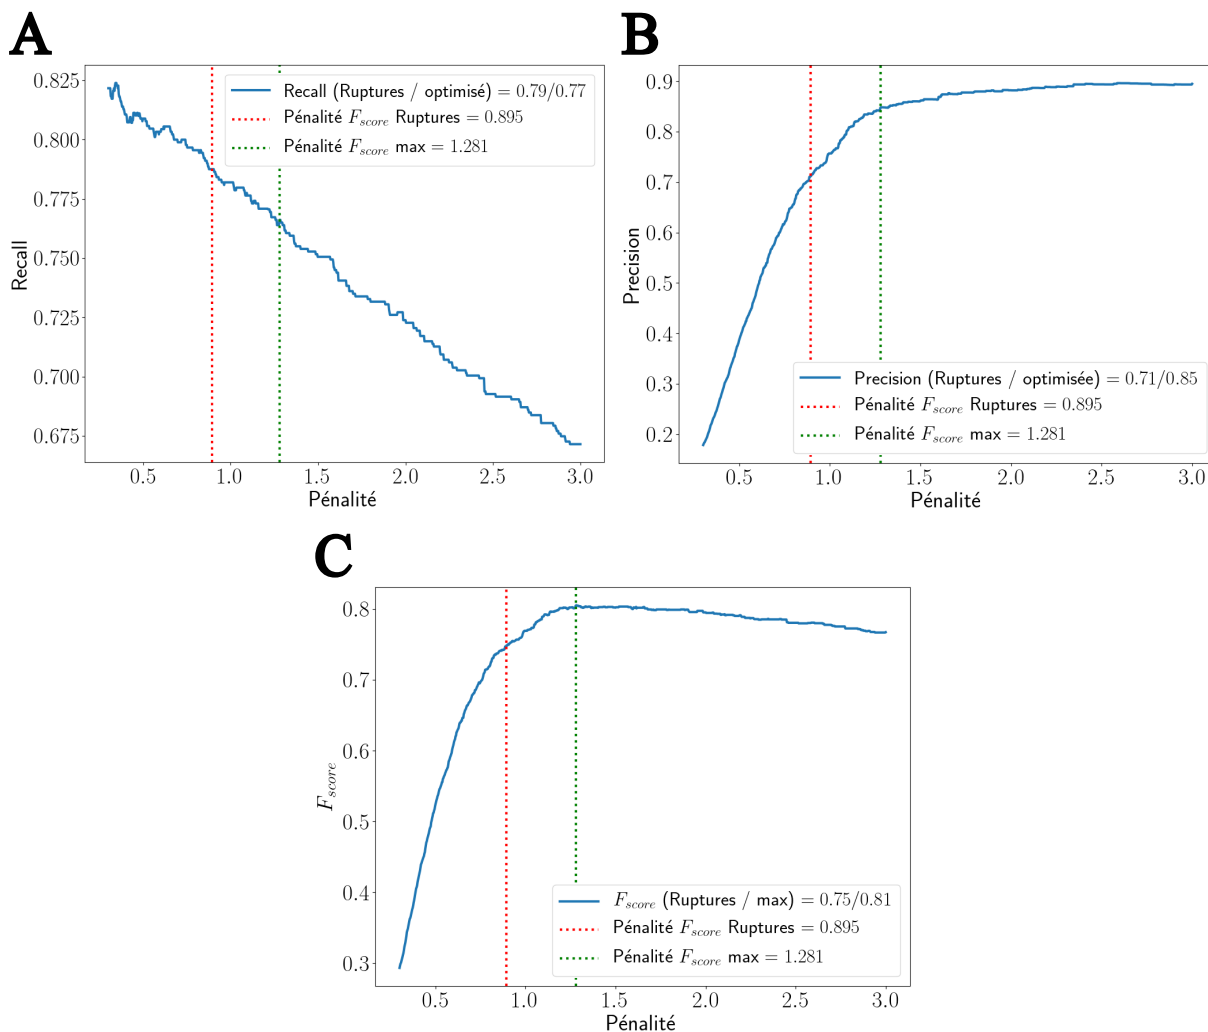 A
0.825
0.800
0.775
0.750
0.725
0.700
0.675
Recall
Recall (Ruptures / optimisé) = 0.79/0.77
Pénalité F_score Ruptures = 0.895
Pénalité F_score max = 1.281
0.5
1.0
1.5
2.0
2.5
3.0
Pénalité
B
0.9
0.8
0.7
0.6
0.5
0.4
0.3
0.2
Precision
Precision (Ruptures / optimisée) = 0.71/0.85
Pénalité F_score Ruptures = 0.895
Pénalité F_score max = 1.281
0.5
1.0
1.5
2.0
2.5
3.0
Pénalité
C
0.8
0.7
0.6
0.5
0.4
0.3
F_score
F_score (Ruptures / max) = 0.75/0.81
Pénalité F_score Ruptures = 0.895
Pénalité F_score max = 1.281
0.5
1.0
1.5
2.0
2.5
3.0
Pénalité